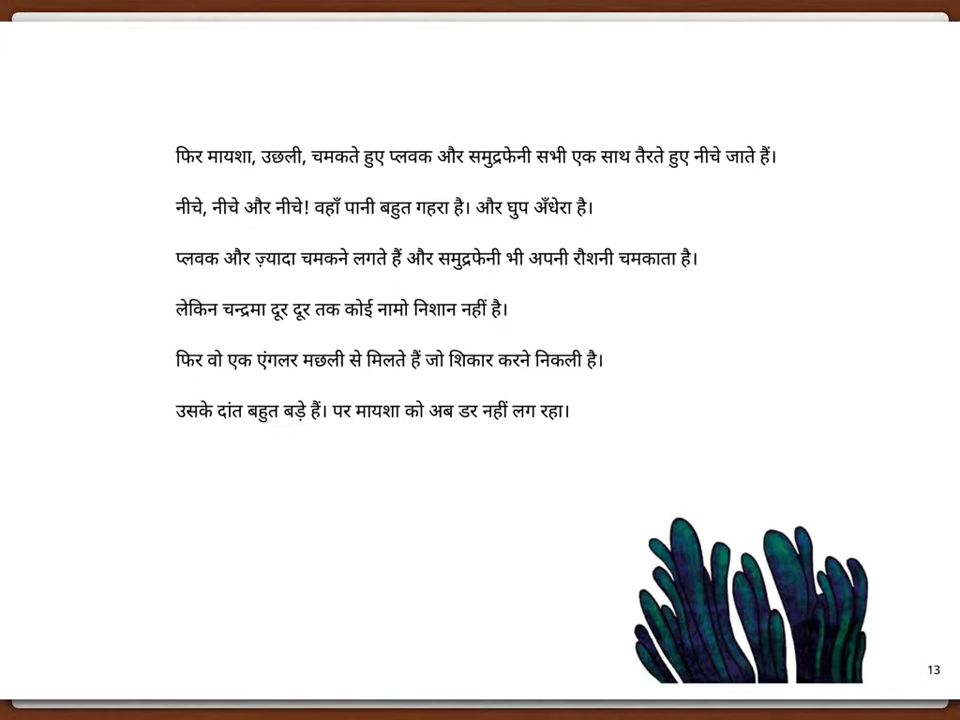 फिर मायशा, उछली, चमकते हुए प्लवक और समुद्रफेनी सभी एक साथ तैरते हुए नीचे जाते हैं।
नीचे, नीचे और नीचे! वहाँ पानी बहुत गहरा है। और घुप अँधेरा है।
प्लवक और ज़्यादा चमकने लगते हैं और समुद्रफेनी भी अपनी रौशनी चमकाता है।
लेकिन चन्द्रमा दूर दूर तक कोई नामो निशान नहीं है।
फिर वो एक एंगलर मछली से मिलते हैं जो शिकार करने निकली है।
उसके दांत बहुत बड़े हैं। पर मायशा को अब डर नहीं लग रहा।
13